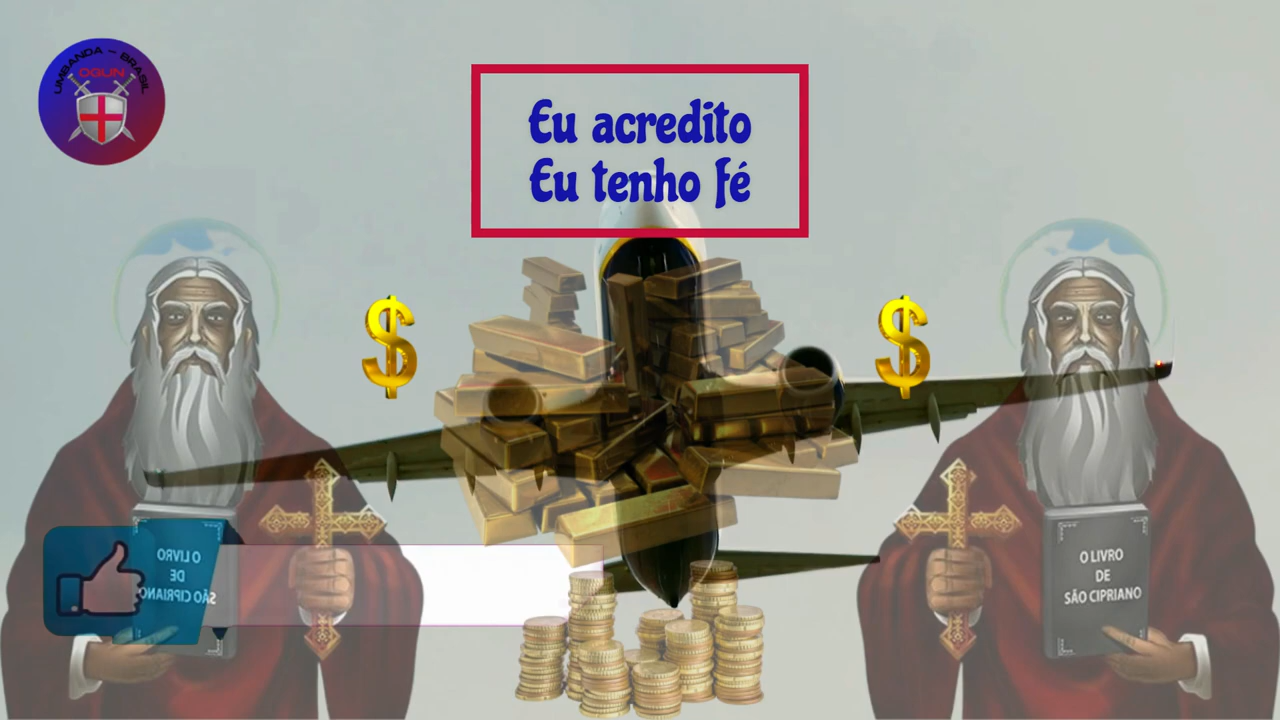 UMBANDA - BRASIL
OGUN
Eu acredito
Eu tenho fé
O LIVRO
DE
SÃO CIPRIANO
O LIVRO
DE
SÃO CIPRIANO